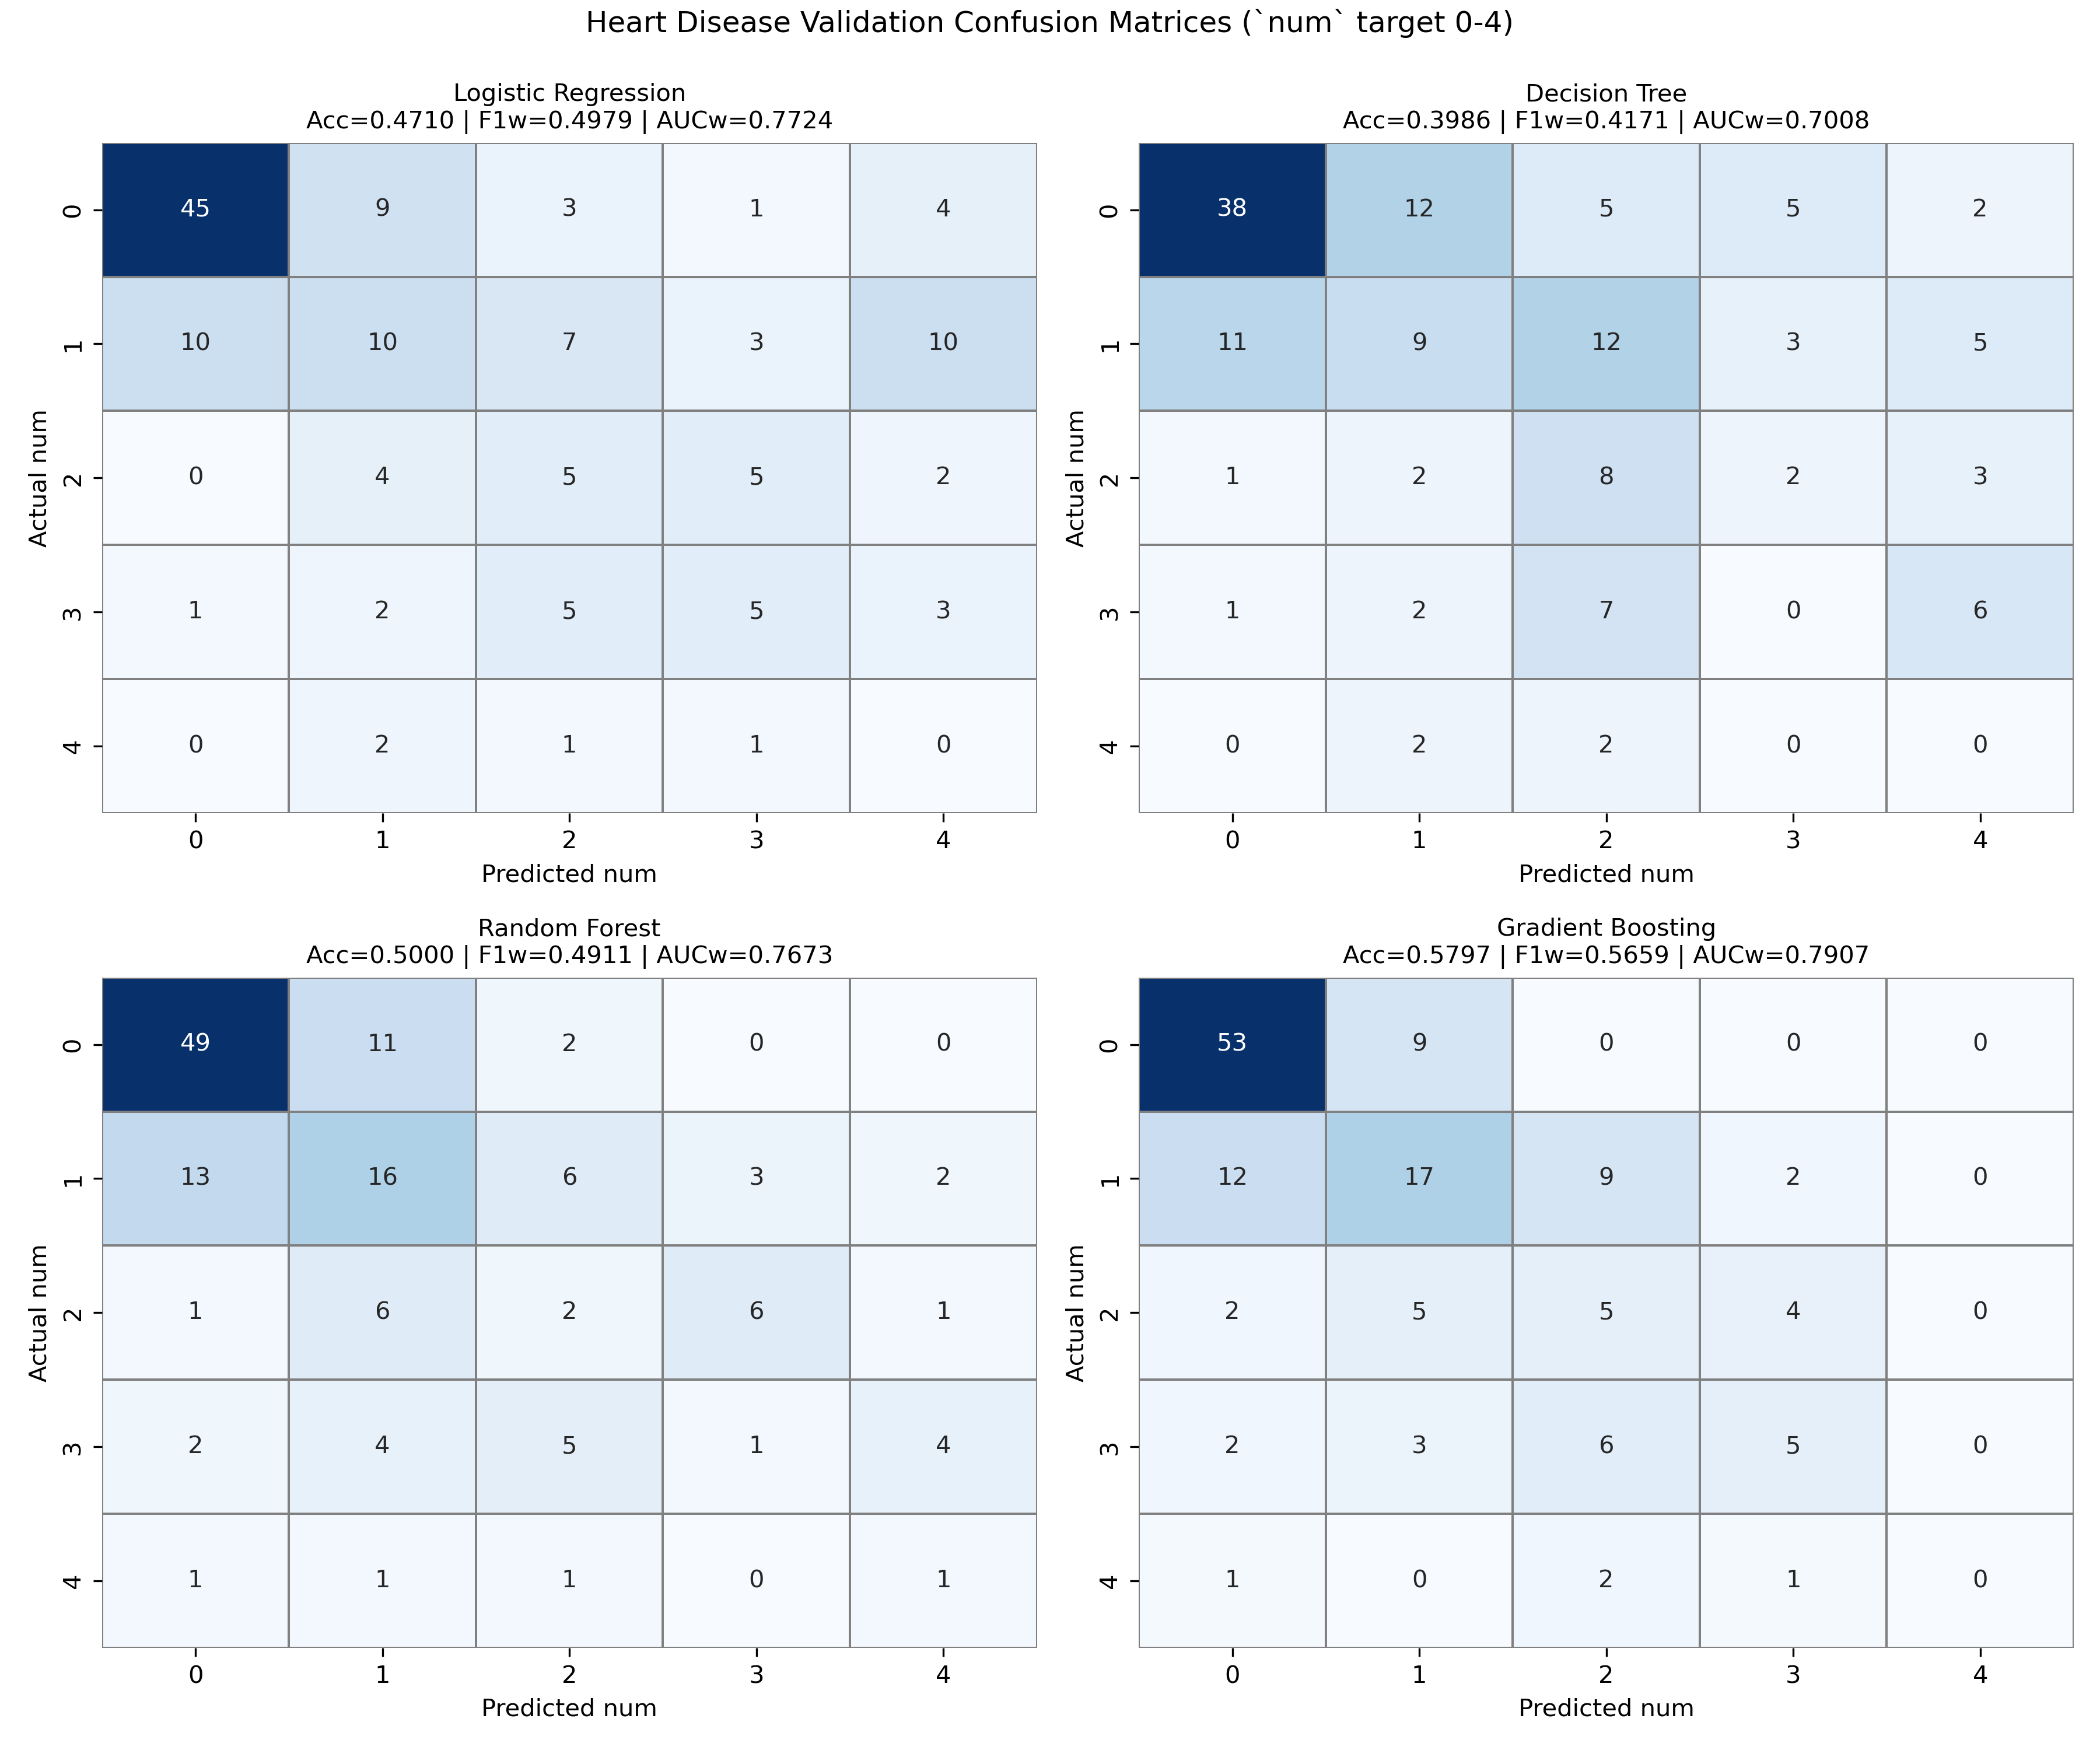 Heart Disease Validation Confusion Matrices (`num` target 0-4)
Logistic Regression
Acc=0.4710 | F1w=0.4979 | AUCw=0.7724
Actual num
0 45 9 3 1 4
1 10 10 7 3 10
2 0 4 5 5 2
3 1 2 5 5 3
4 0 2 1 1 0
0 1 2 3 4
Predicted num
Decision Tree
Acc=0.3986 | F1w=0.4171 | AUCw=0.7008
Actual num
0 38 12 5 5 2
1 11 9 12 3 5
2 1 2 8 2 3
3 1 2 7 0 6
4 0 2 2 0 0
0 1 2 3 4
Predicted num
Random Forest
Acc=0.5000 | F1w=0.4911 | AUCw=0.7673
Actual num
0 49 11 2 0 0
1 13 16 6 3 2
2 1 6 2 6 1
3 2 4 5 1 4
4 1 1 1 0 1
0 1 2 3 4
Predicted num
Gradient Boosting
Acc=0.5797 | F1w=0.5659 | AUCw=0.7907
Actual num
0 53 9 0 0 0
1 12 17 9 2 0
2 2 5 5 4 0
3 2 3 6 5 0
4 1 0 2 1 0
0 1 2 3 4
Predicted num